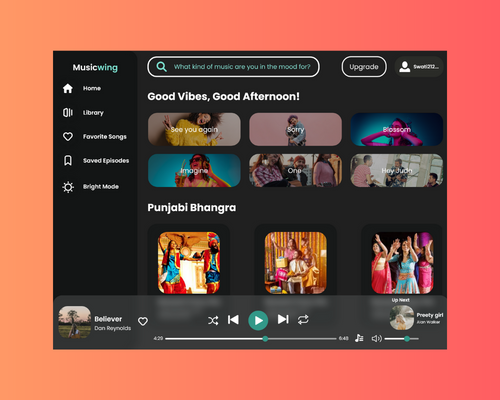 Musicwing
What kind of music are you in the mood for?
Upgrade
Swati212...
Home
Library
Favorite Songs
Saved Episodes
Bright Mode
Good Vibes, Good Afternoon!
See you again
Sorry
Blossom
Imagine
One
Hey Jude
Punjabi Bhangra
Believer
Dan Reynolds
4:20
5:40
Up Next
Preety girl
Alan Walker